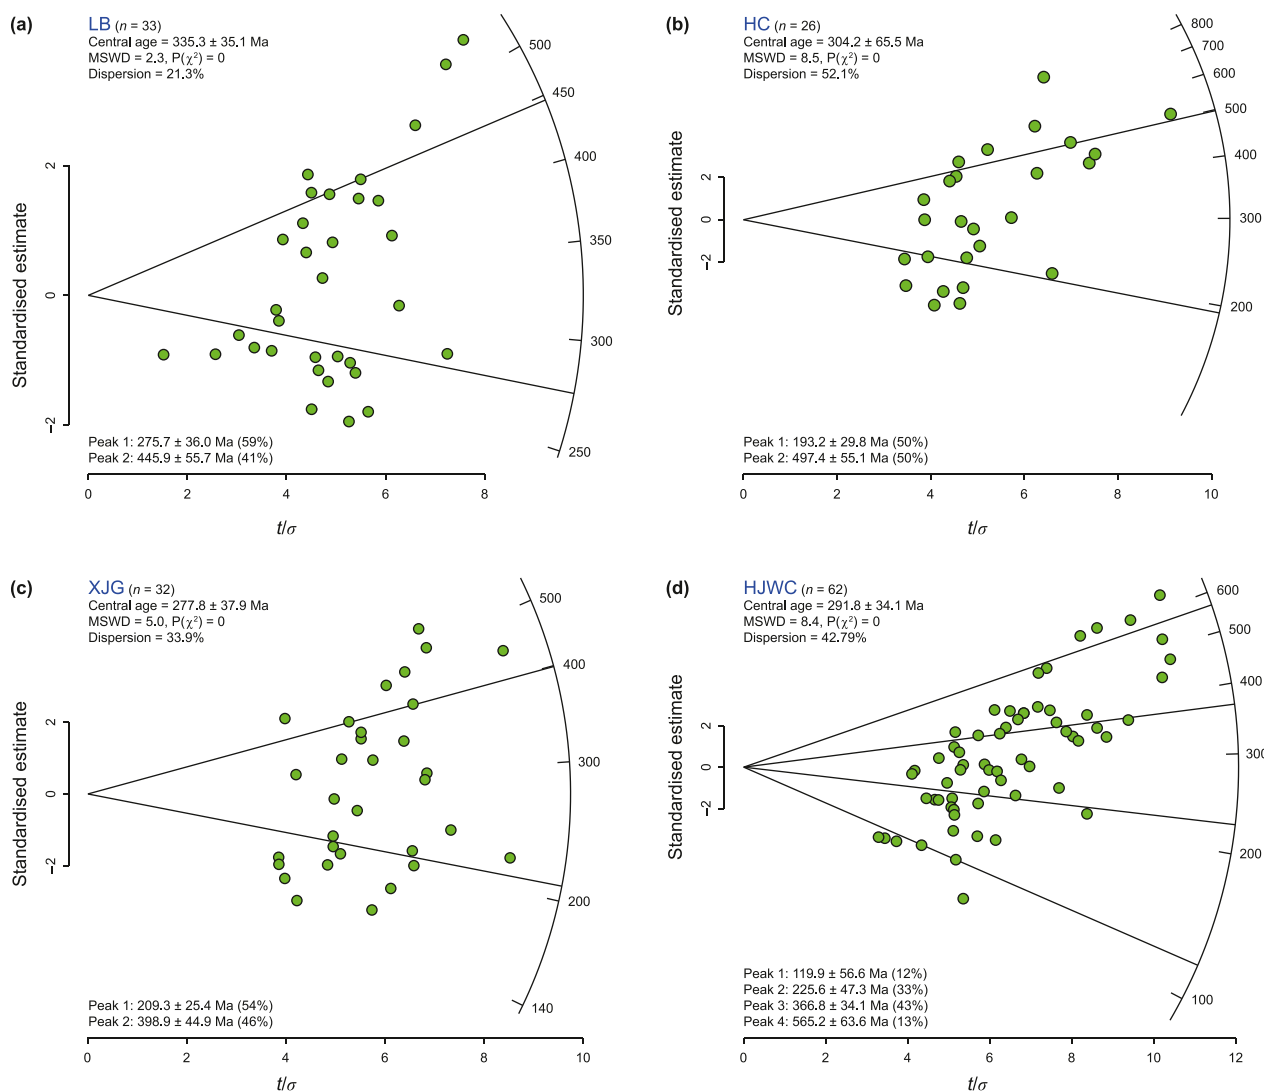 (a)
LB (n = 33)
Central age = 335.3 ± 35.1 Ma
MSWD = 2.3, P(χ²) = 0
Dispersion = 21.3%
500
450
400
350
300
250
Standardised estimate
2
0
−2
Peak 1: 275.7 ± 36.0 Ma (59%)
Peak 2: 445.9 ± 55.7 Ma (41%)
0 2 4 6 8
t/σ
(b)
HC (n = 26)
Central age = 304.2 ± 65.5 Ma
MSWD = 8.5, P(χ²) = 0
Dispersion = 52.1%
800
700
600
500
400
300
200
Standardised estimate
2
0
−2
Peak 1: 193.2 ± 29.8 Ma (50%)
Peak 2: 497.4 ± 55.1 Ma (50%)
0 2 4 6 8 10
t/σ
(c)
XJG (n = 32)
Central age = 277.8 ± 37.9 Ma
MSWD = 5.0, P(χ²) = 0
Dispersion = 33.9%
500
400
300
200
140
Standardised estimate
2
0
−2
Peak 1: 209.3 ± 25.4 Ma (54%)
Peak 2: 398.9 ± 44.9 Ma (46%)
0 2 4 6 8 10
t/σ
(d)
HJWC (n = 62)
Central age = 291.8 ± 34.1 Ma
MSWD = 8.4, P(χ²) = 0
Dispersion = 42.79%
600
500
400
300
200
100
Standardised estimate
2
0
−2
Peak 1: 119.9 ± 56.6 Ma (12%)
Peak 2: 225.6 ± 47.3 Ma (33%)
Peak 3: 366.8 ± 34.1 Ma (43%)
Peak 4: 565.2 ± 63.6 Ma (13%)
0 2 4 6 8 10 12
t/σ